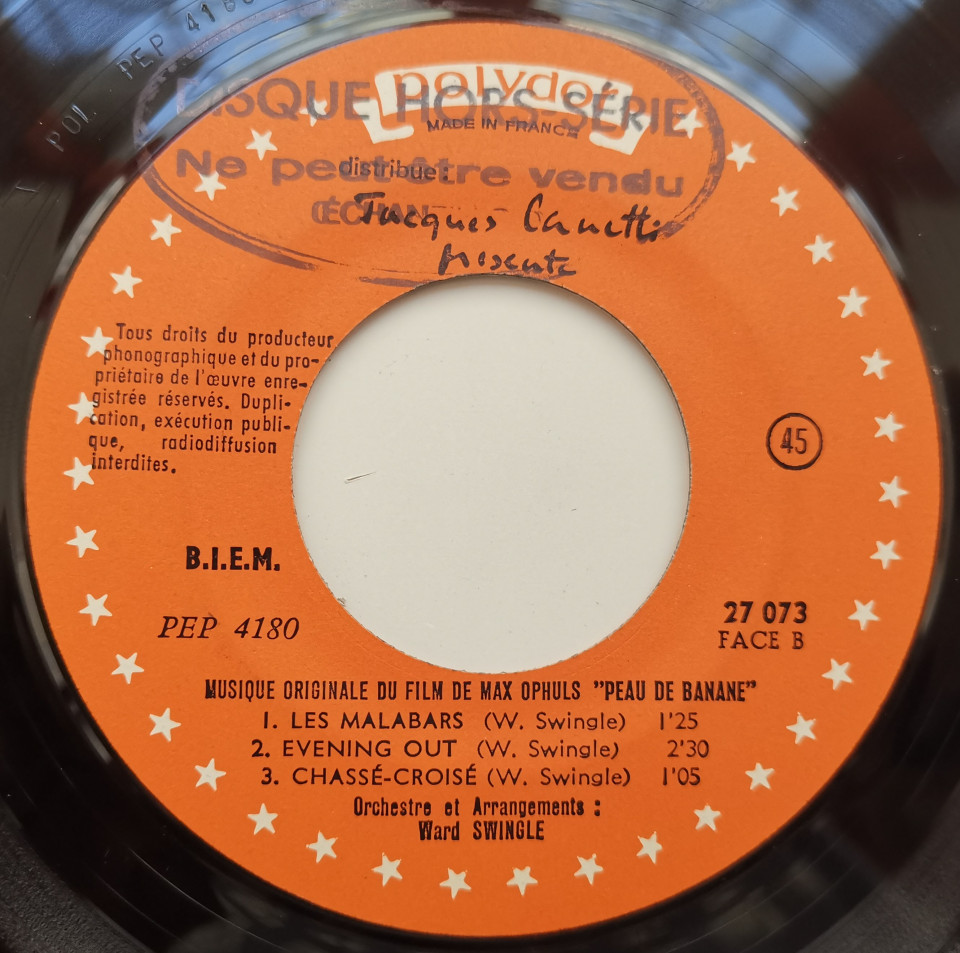 POL PEP 4180
polydor
DISQUE HORS-SÉRIE
MADE IN FRANCE
Ne peut être vendu
distribue:
Jacques Canetti
présente
Tous droits du producteur
phonographique et du pro-
priétaire de l'œuvre enre-
gistrée réservés. Dupli-
cation, exécution publi-
que, radiodiffusion
interdites.
45
B.I.E.M.
PEP 4180
27 073
FACE B
MUSIQUE ORIGINALE DU FILM DE MAX OPHULS "PEAU DE BANANE"
1. LES MALABARS (W. Swingle) 1'25
2. EVENING OUT (W. Swingle) 2'30
3. CHASSÉ-CROISÉ (W. Swingle) 1'05
Orchestre et Arrangements :
Ward SWINGLE